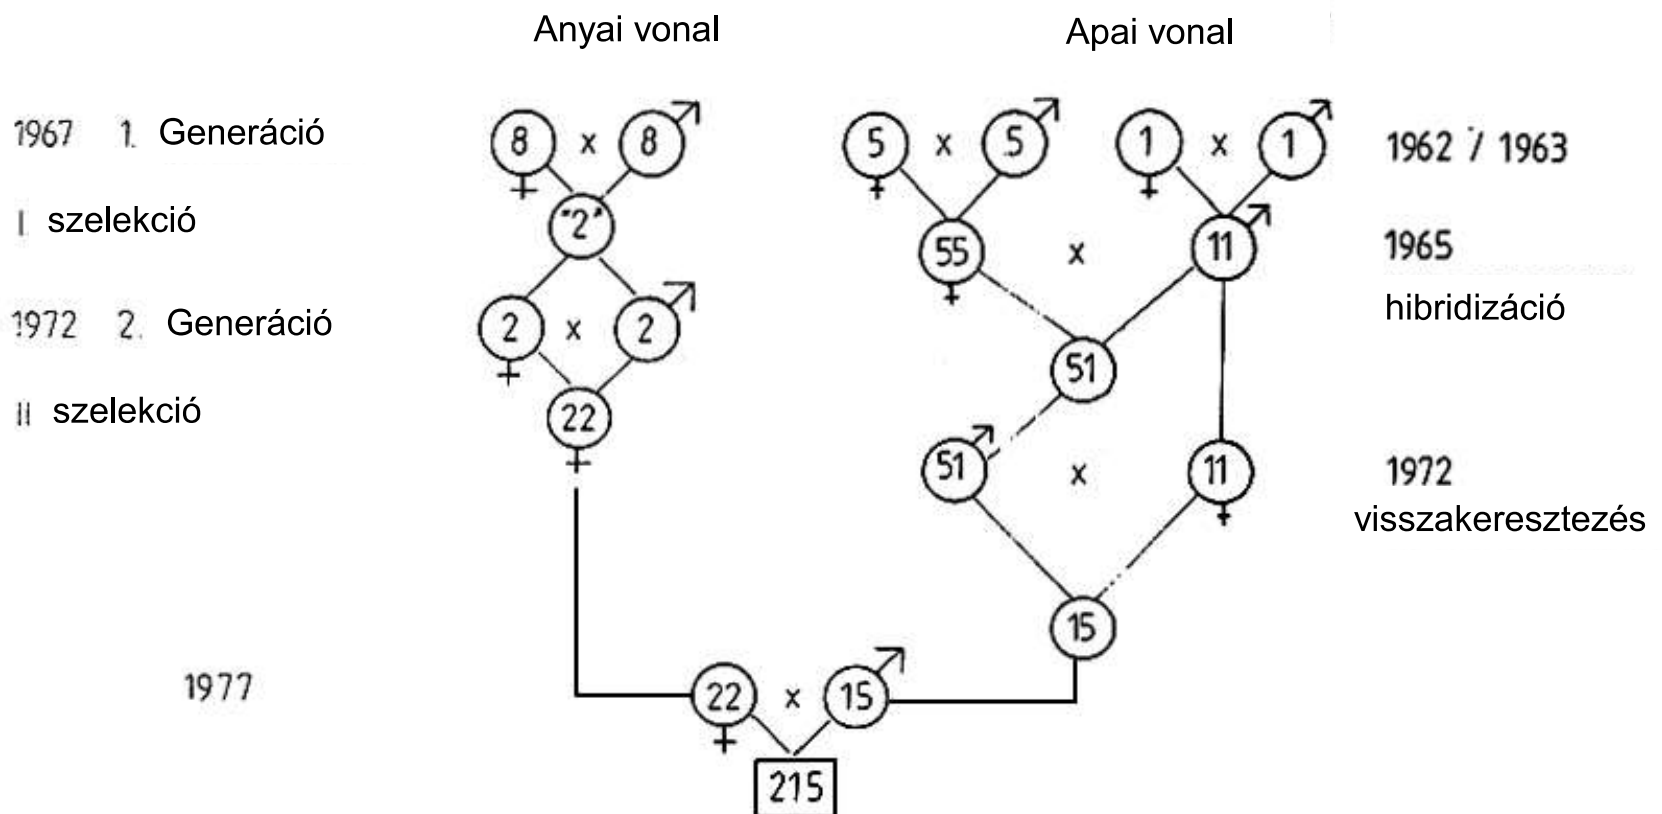 Anyai vonal Apai vonal
1967 1. Generáció 8 x 8 5 x 5 1 x 1 1962 / 1963
I szelekció "2" 55 x 11 1965
1972 2. Generáció 2 x 2 hibridizáció
51
II szelekció 22
51 x 11 1972
visszakeresztezés
15
1977 22 x 15
215